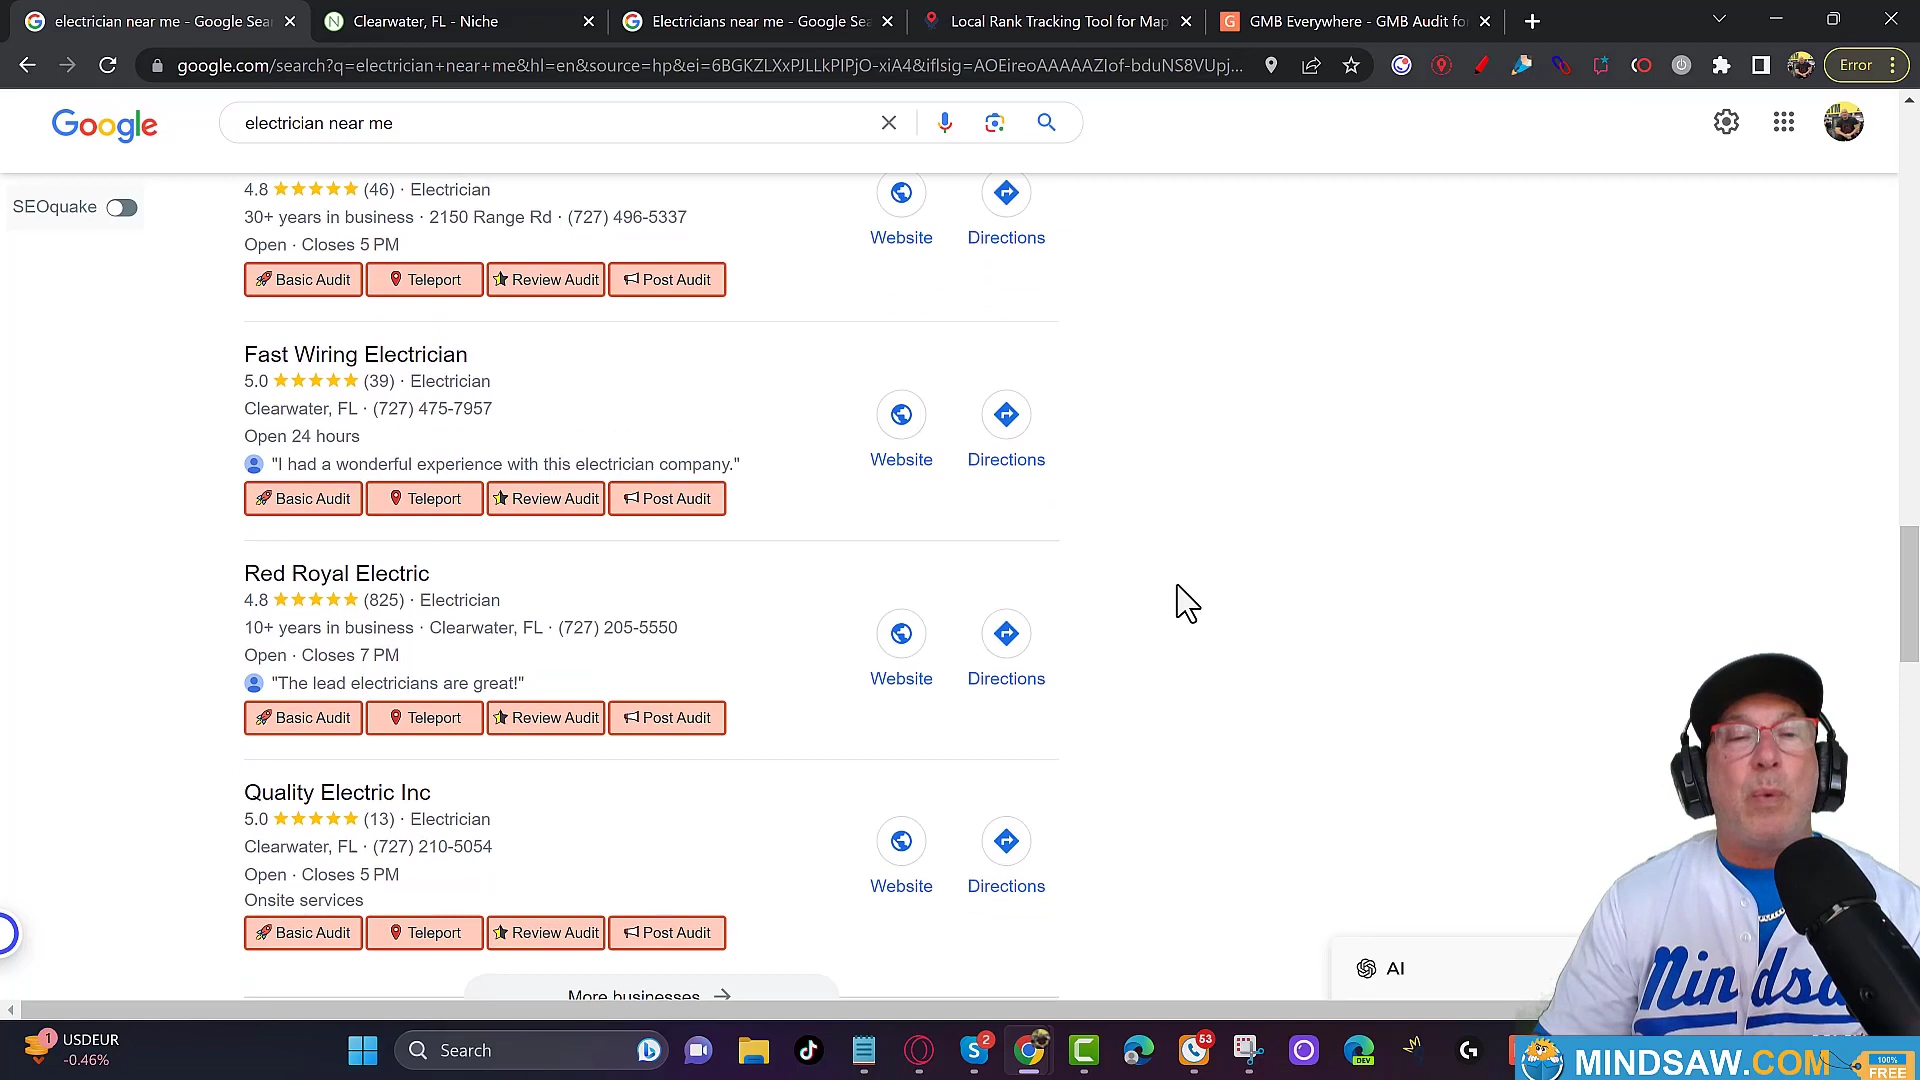 electrician near me - Google Sear
Clearwater, FL - Niche
Electricians near me - Google Sea
Local Rank Tracking Tool for Map
GMB Everywhere - GMB Audit fo
google.com/search?q=electrician+near+me&hl=en&source=hp&ei=6BGKZLXxPJLLkPIPjO-xiA4&iflsig=AOEireoAAAAAZIof-bduNS8VUpj...
Error
Google
electrician near me
SEOquake
4.8 (46) · Electrician
30+ years in business · 2150 Range Rd · (727) 496-5337
Open · Closes 5 PM
Website
Directions
Basic Audit
Teleport
Review Audit
Post Audit
Fast Wiring Electrician
5.0 (39) · Electrician
Clearwater, FL · (727) 475-7957
Open 24 hours
"I had a wonderful experience with this electrician company."
Website
Directions
Basic Audit
Teleport
Review Audit
Post Audit
Red Royal Electric
4.8 (825) · Electrician
10+ years in business · Clearwater, FL · (727) 205-5550
Open · Closes 7 PM
"The lead electricians are great!"
Website
Directions
Basic Audit
Teleport
Review Audit
Post Audit
Quality Electric Inc
5.0 (13) · Electrician
Clearwater, FL · (727) 210-5054
Open · Closes 5 PM
Onsite services
Website
Directions
Basic Audit
Teleport
Review Audit
Post Audit
More businesses
AI
Mindsaw
1
USDEUR
-0.46%
Search
2
53
DEV
MINDSAW.COM
100%
FREE